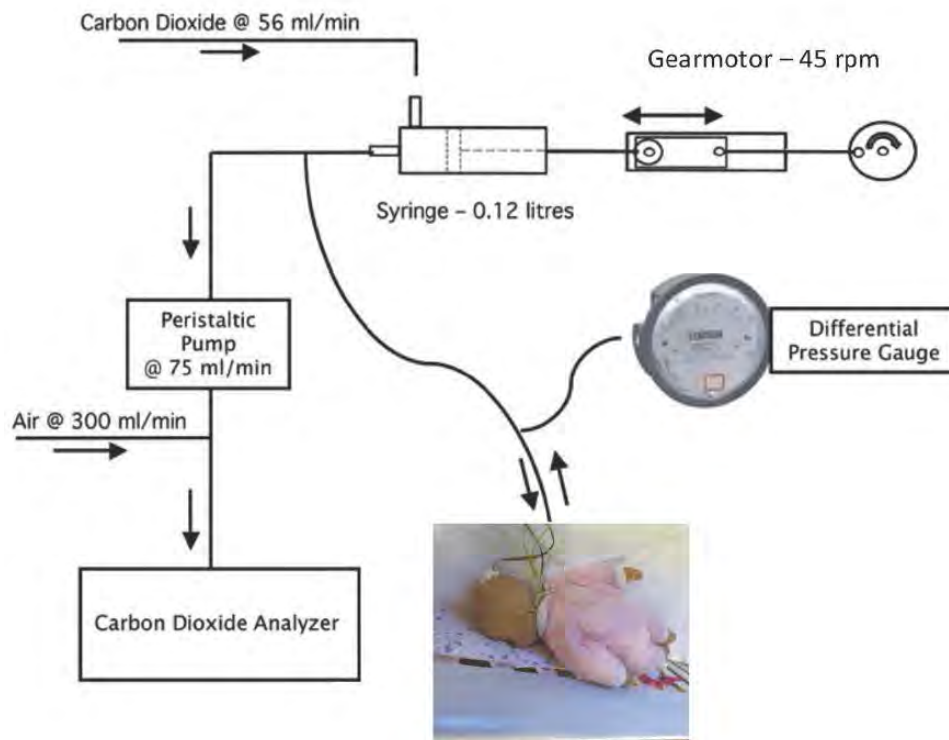 Carbon Dioxide @ 56 ml/min
Gearmotor – 45 rpm
Syringe – 0.12 litres
Peristaltic
Pump
@ 75 ml/min
Differential
Pressure Gauge
Air @ 300 ml/min
Carbon Dioxide Analyzer